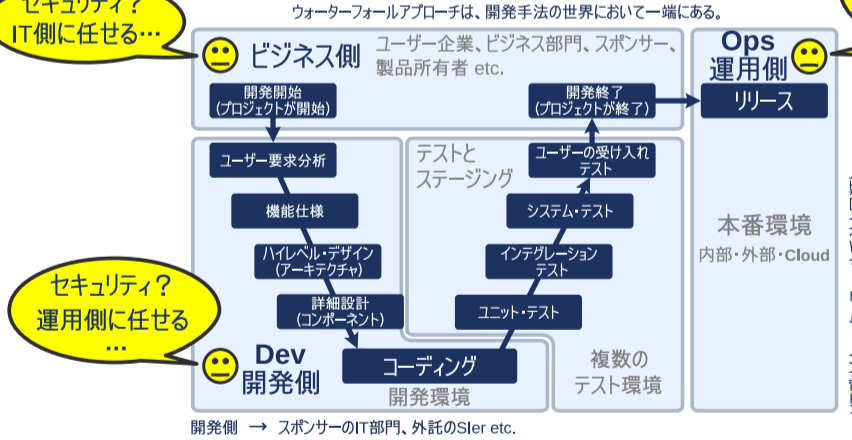 セキュリティ?
IT側に任せる…
ウォーターフォールアプローチは、開発手法の世界において一端にある。
ビジネス側
ユーザー企業、ビジネス部門、スポンサー、
製品所有者 etc.
Ops
運用側
開発開始
(プロジェクトが開始)
開発終了
(プロジェクトが終了)
リリース
ユーザー要求分析
テストと
ステージング
ユーザーの受け入れ
テスト
機能仕様
システム・テスト
ハイレベル・デザイン
(アーキテクチャ)
インテグレーション
テスト
本番環境
内部・外部・Cloud
詳細設計
(コンポーネント)
ユニット・テスト
セキュリティ?
運用側に任せる
…
Dev
開発側
コーディング
開発環境
複数の
テスト環境
開発側 → スポンサーのIT部門、外託のSIer etc.